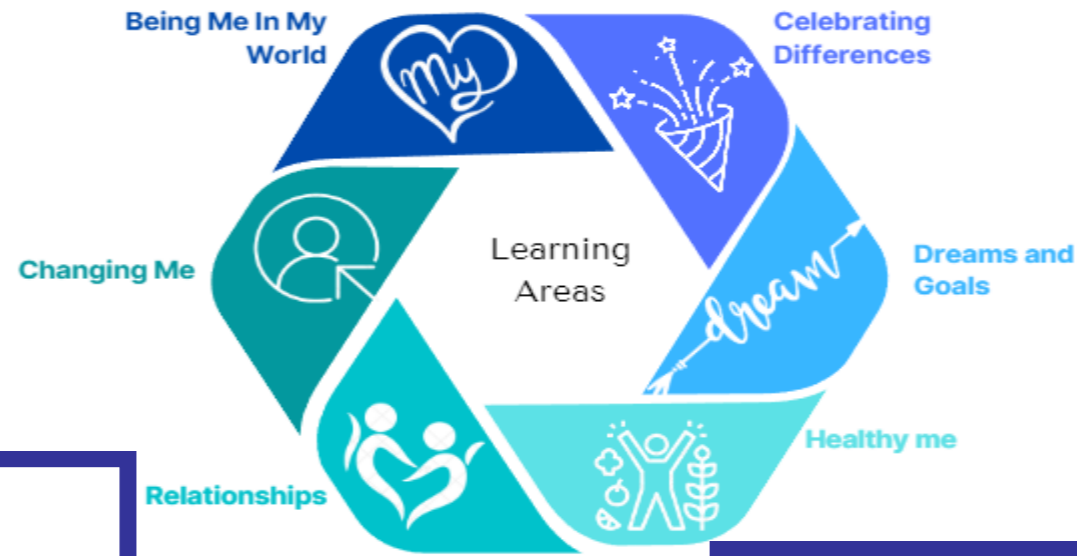 Being Me In My
World
My
Celebrating
Differences
Learning
Areas
dream
Dreams and
Goals
Changing Me
Healthy me
Relationships